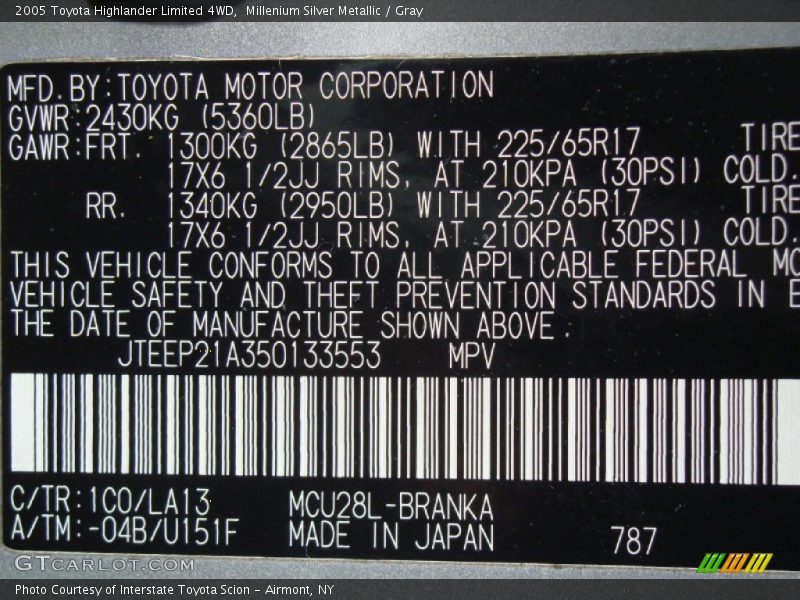 2005 Toyota Highlander Limited 4WD,  Millenium Silver Metallic / Gray
MFD.BY:TOYOTA MOTOR CORPORATION
GVWR:2430KG (5360LB)
GAWR:FRT. 1300KG (2865LB) WITH 225/65R17 TIRE
17X6 1/2JJ RIMS, AT 210KPA (30PSI) COLD.
RR. 1340KG (2950LB) WITH 225/65R17 TIRE
17X6 1/2JJ RIMS, AT 210KPA (30PSI) COLD.
THIS VEHICLE CONFORMS TO ALL APPLICABLE FEDERAL MO
VEHICLE SAFETY AND THEFT PREVENTION STANDARDS IN E
THE DATE OF MANUFACTURE SHOWN ABOVE.
JTEEP21A350133553 MPV
C/TR:1C0/LA13 MCU28L-BRANKA
A/TM:-04B/U151F MADE IN JAPAN 787
GTCARLOT.COM
Photo Courtesy of Interstate Toyota Scion - Airmont, NY